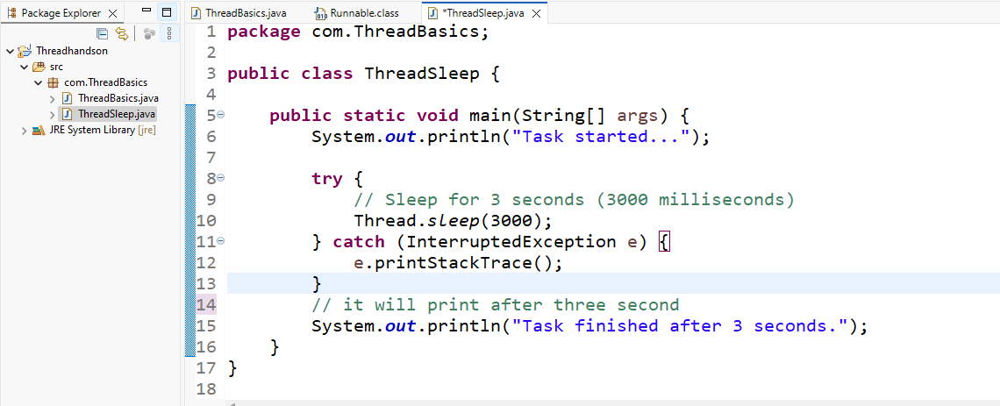 Package Explorer
Threadhandson
src
com.ThreadBasics
ThreadBasics.java
ThreadSleep.java
JRE System Library [jre]
ThreadBasics.java
Runnable.class
*ThreadSleep.java
1 package com.ThreadBasics;
2
3 public class ThreadSleep {
4
5     public static void main(String[] args) {
6         System.out.println("Task started...");
7
8         try {
9             // Sleep for 3 seconds (3000 milliseconds)
10             Thread.sleep(3000);
11         } catch (InterruptedException e) {
12             e.printStackTrace();
13         }
14         // it will print after three second
15         System.out.println("Task finished after 3 seconds.");
16     }
17 }
18